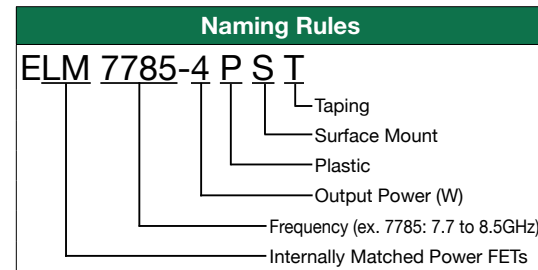 Naming Rules
ELM 7785-4 P S T
Taping
Surface Mount
Plastic
Output Power (W)
Frequency (ex. 7785: 7.7 to 8.5GHz)
Internally Matched Power FETs